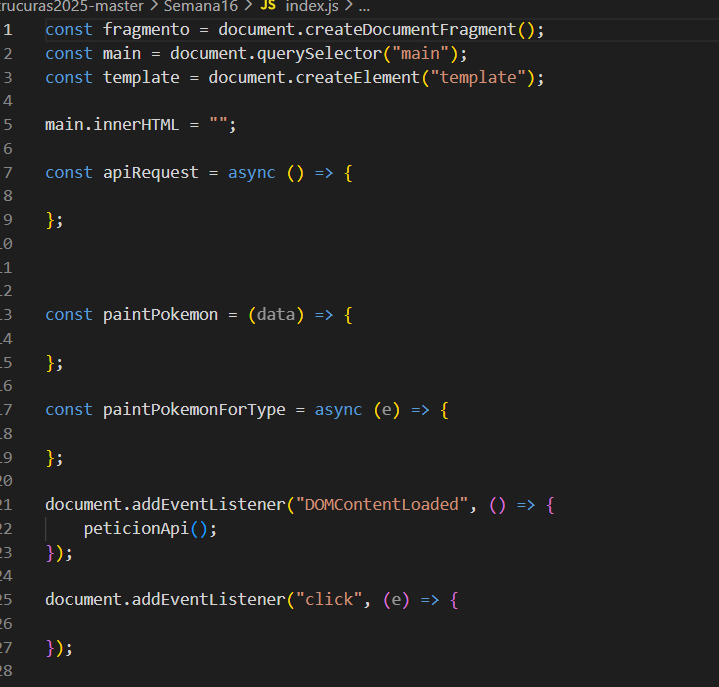 rucuras2025-master > Semana16 > JS index.js > ...
1 const fragmento = document.createDocumentFragment();
2 const main = document.querySelector("main");
3 const template = document.createElement("template");
4
5 main.innerHTML = "";
6
7 const apiRequest = async () => {
8
9 };
10
11
12
13 const paintPokemon = (data) => {
14
15 };
16
17 const paintPokemonForType = async (e) => {
18
19 };
20
21 document.addEventListener("DOMContentLoaded", () => {
22     peticionApi();
23 });
24
25 document.addEventListener("click", (e) => {
26
27 });
28